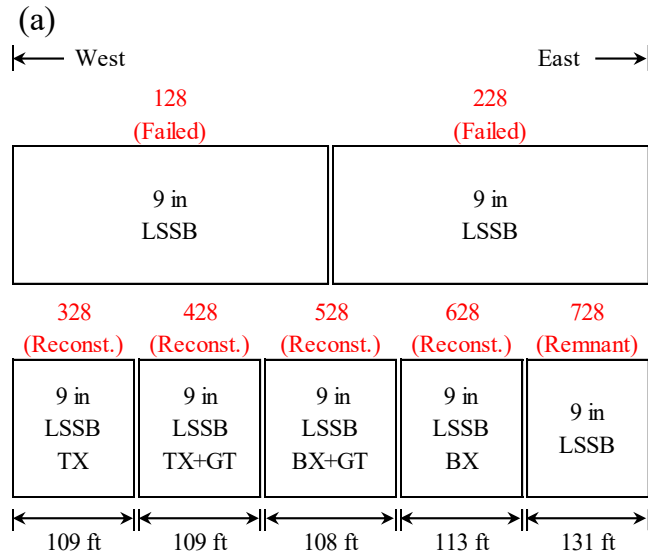 (a)
West East
128 228
(Failed) (Failed)
9 in 9 in
LSSB LSSB
328 428 528 628 728
(Reconst.) (Reconst.) (Reconst.) (Reconst.) (Remnant)
9 in 9 in 9 in 9 in 9 in
LSSB LSSB LSSB LSSB LSSB
TX TX+GT BX+GT BX
109 ft 109 ft 108 ft 113 ft 131 ft